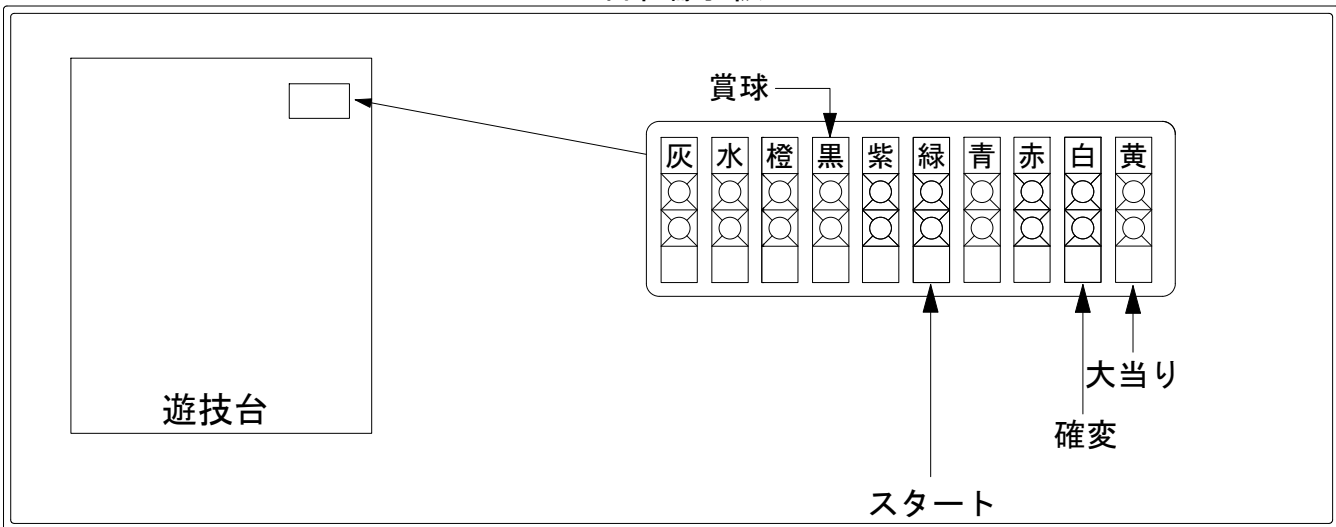 賞球
灰 水 橙 黒 紫 緑 青 赤 白 黄
大当り
遊技台
確変
スタート